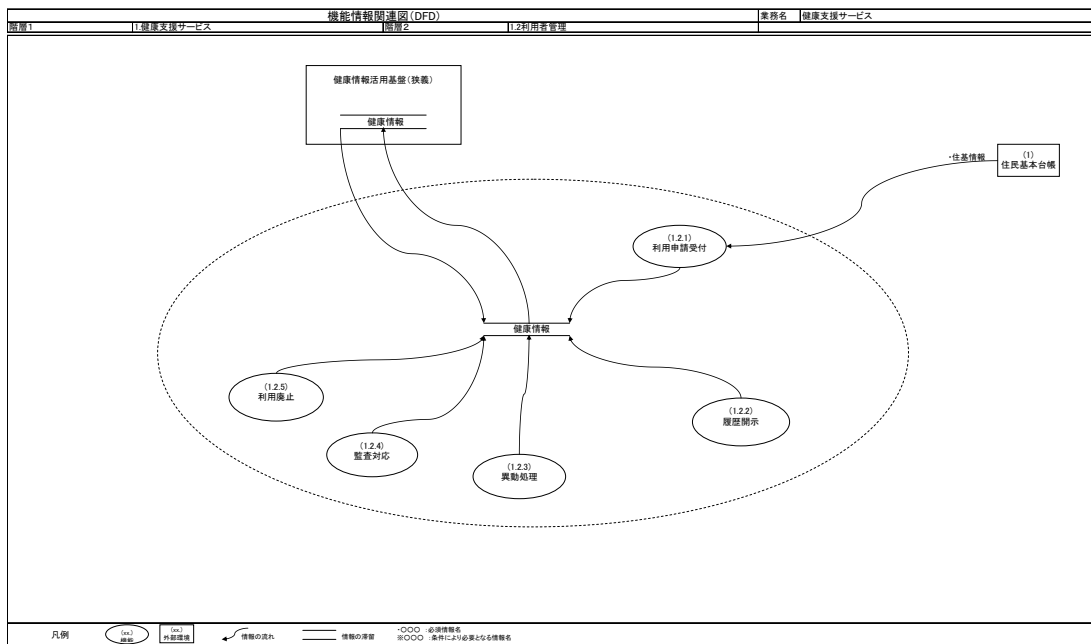 機能情報関連図(DFD)
業務名
健康支援サービス
階層1
1.健康支援サービス
階層2
1.2利用者管理
健康情報活用基盤(狭義)
健康情報
・住基情報
(1)
住民基本台帳
(1.2.1)
利用申請受付
健康情報
(1.2.5)
利用廃止
(1.2.2)
履歴開示
(1.2.4)
監査対応
(1.2.3)
異動処理
凡例
(xx.)
機能
(xx.)
外部環境
情報の流れ
情報の滞留
・○○○ :必須情報名
※○○○ :条件により必要となる情報名